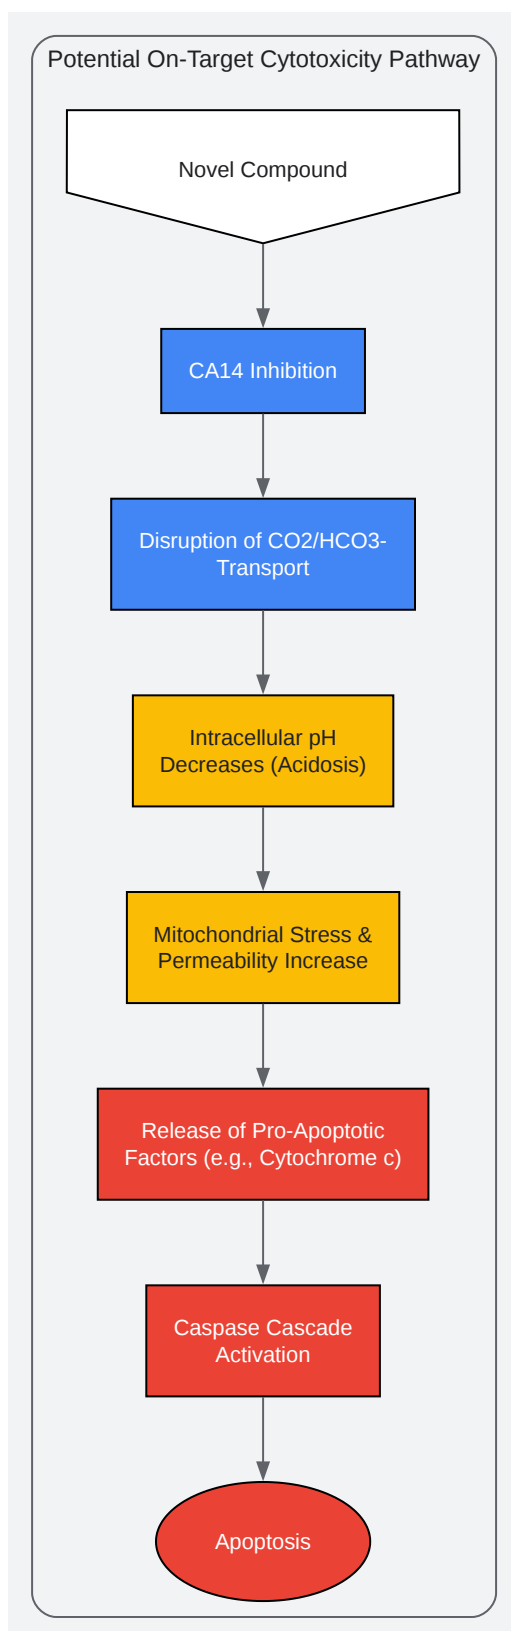 Potential On-Target Cytotoxicity Pathway
Novel Compound
CA14 Inhibition
Disruption of CO2/HCO3-
Transport
Intracellular pH
Decreases (Acidosis)
Mitochondrial Stress &
Permeability Increase
Release of Pro-Apoptotic
Factors (e.g., Cytochrome c)
Caspase Cascade
Activation
Apoptosis